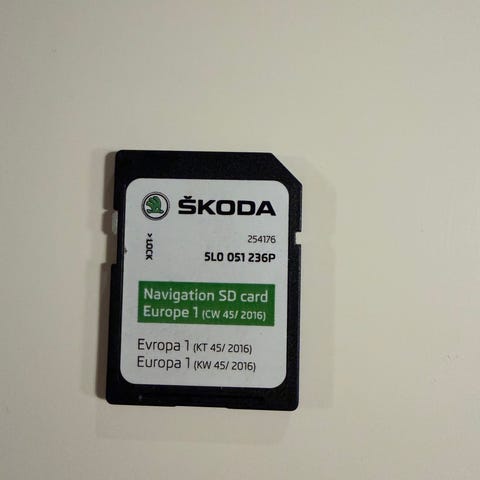 ŠKODA
254176
> LOCK
5L0 051 236P
Navigation SD card
Europe 1 (CW 45/ 2016)
Evropa 1 (KT 45/ 2016)
Europa 1 (KW 45/ 2016)